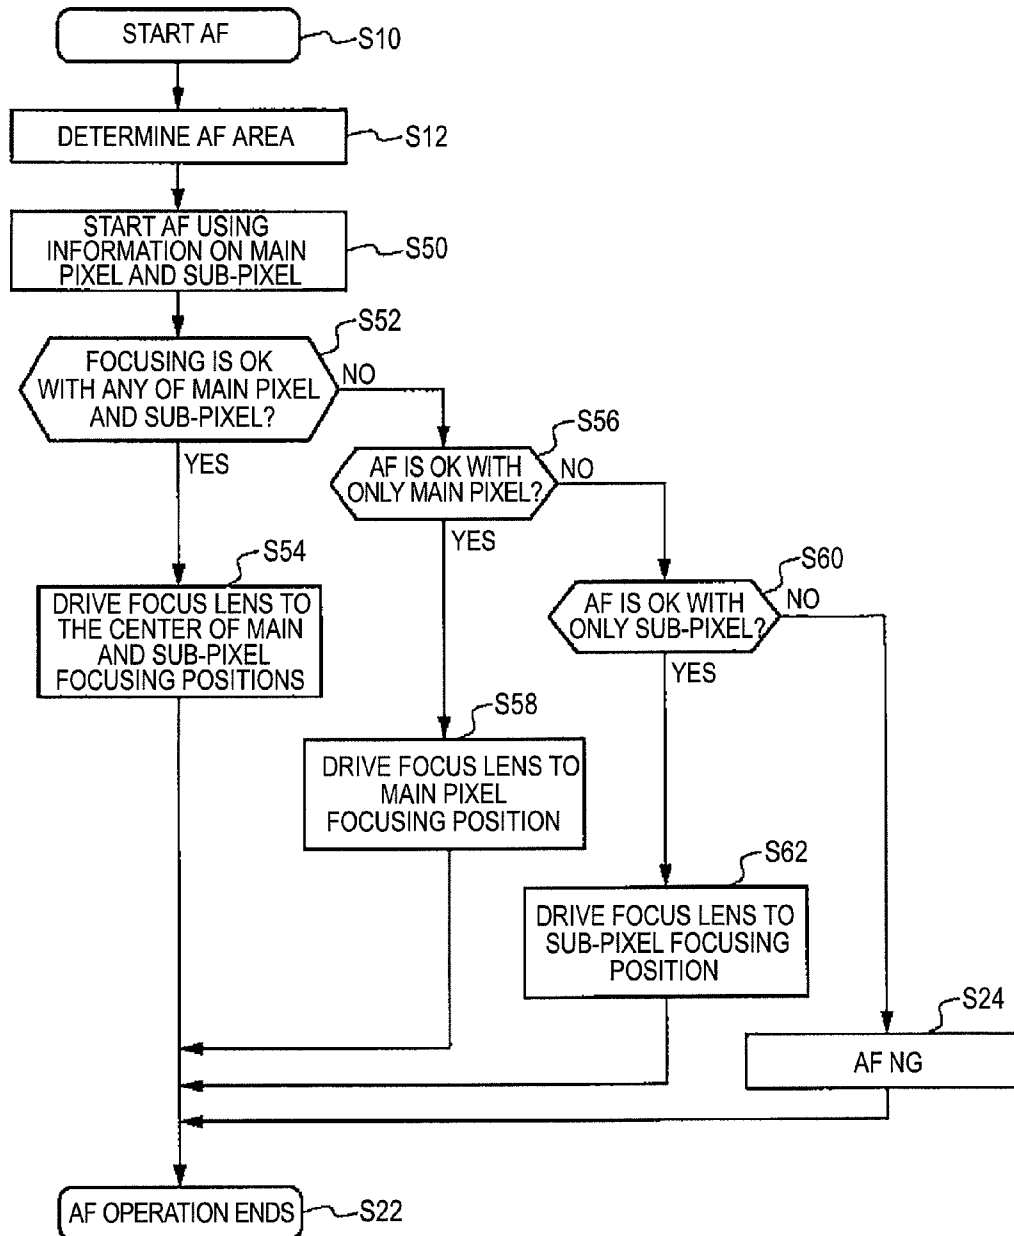 START AF
S10
DETERMINE AF AREA
S12
START AF USING
INFORMATION ON MAIN
PIXEL AND SUB-PIXEL
S50
S52
FOCUSING IS OK
WITH ANY OF MAIN PIXEL
AND SUB-PIXEL?
NO
YES
S56
AF IS OK WITH
ONLY MAIN PIXEL?
NO
YES
S54
DRIVE FOCUS LENS TO
THE CENTER OF MAIN
AND SUB-PIXEL
FOCUSING POSITIONS
S60
AF IS OK WITH
ONLY SUB-PIXEL?
NO
YES
S58
DRIVE FOCUS LENS TO
MAIN PIXEL
FOCUSING POSITION
S62
DRIVE FOCUS LENS TO
SUB-PIXEL FOCUSING
POSITION
S24
AF NG
AF OPERATION ENDS
S22